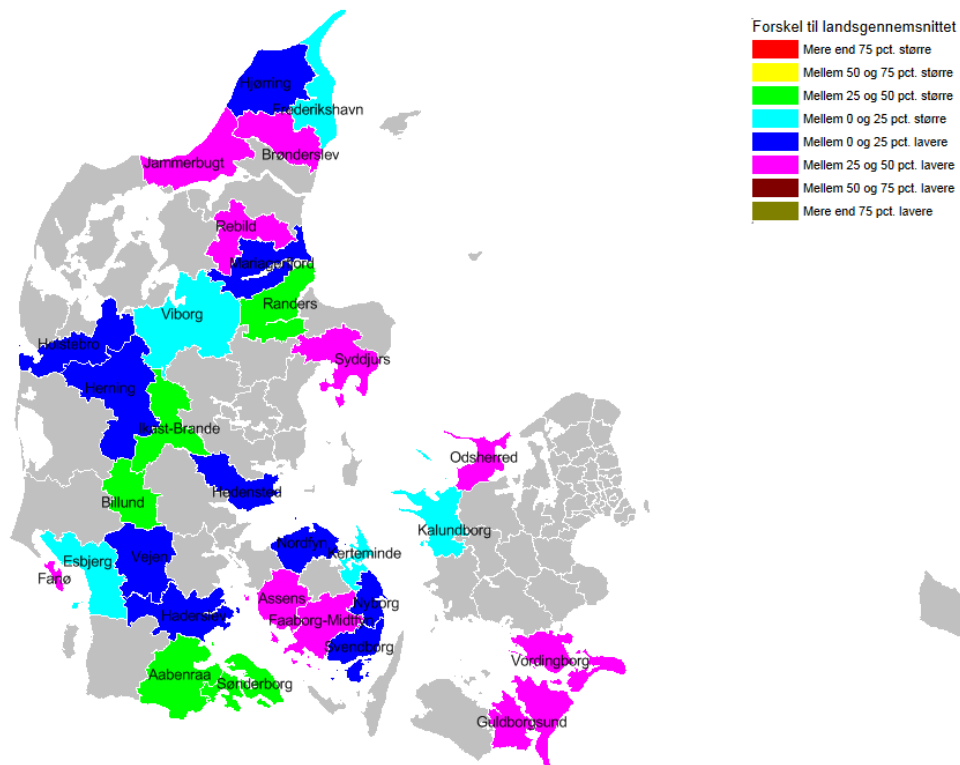 Forskel til landsgennemsnittet
Mere end 75 pct. større
Mellem 50 og 75 pct. større
Mellem 25 og 50 pct. større
Mellem 0 og 25 pct. større
Mellem 0 og 25 pct. lavere
Mellem 25 og 50 pct. lavere
Mellem 50 og 75 pct. lavere
Mere end 75 pct. lavere
Hjørring
Frederikshavn
Brønderslev
Jammerbugt
Rebild
Mariagerfjord
Randers
Viborg
Holstebro
Syddjurs
Herning
Ikast-Brande
Odsherred
Hedensted
Billund
Kalundborg
Nordfyn
Kerteminde
Vejen
Esbjerg
Fanø
Assens
Nyborg
Haderslev
Faaborg-Midtfyn
Svendborg
Vordingborg
Aabenraa
Sønderborg
Guldborgsund